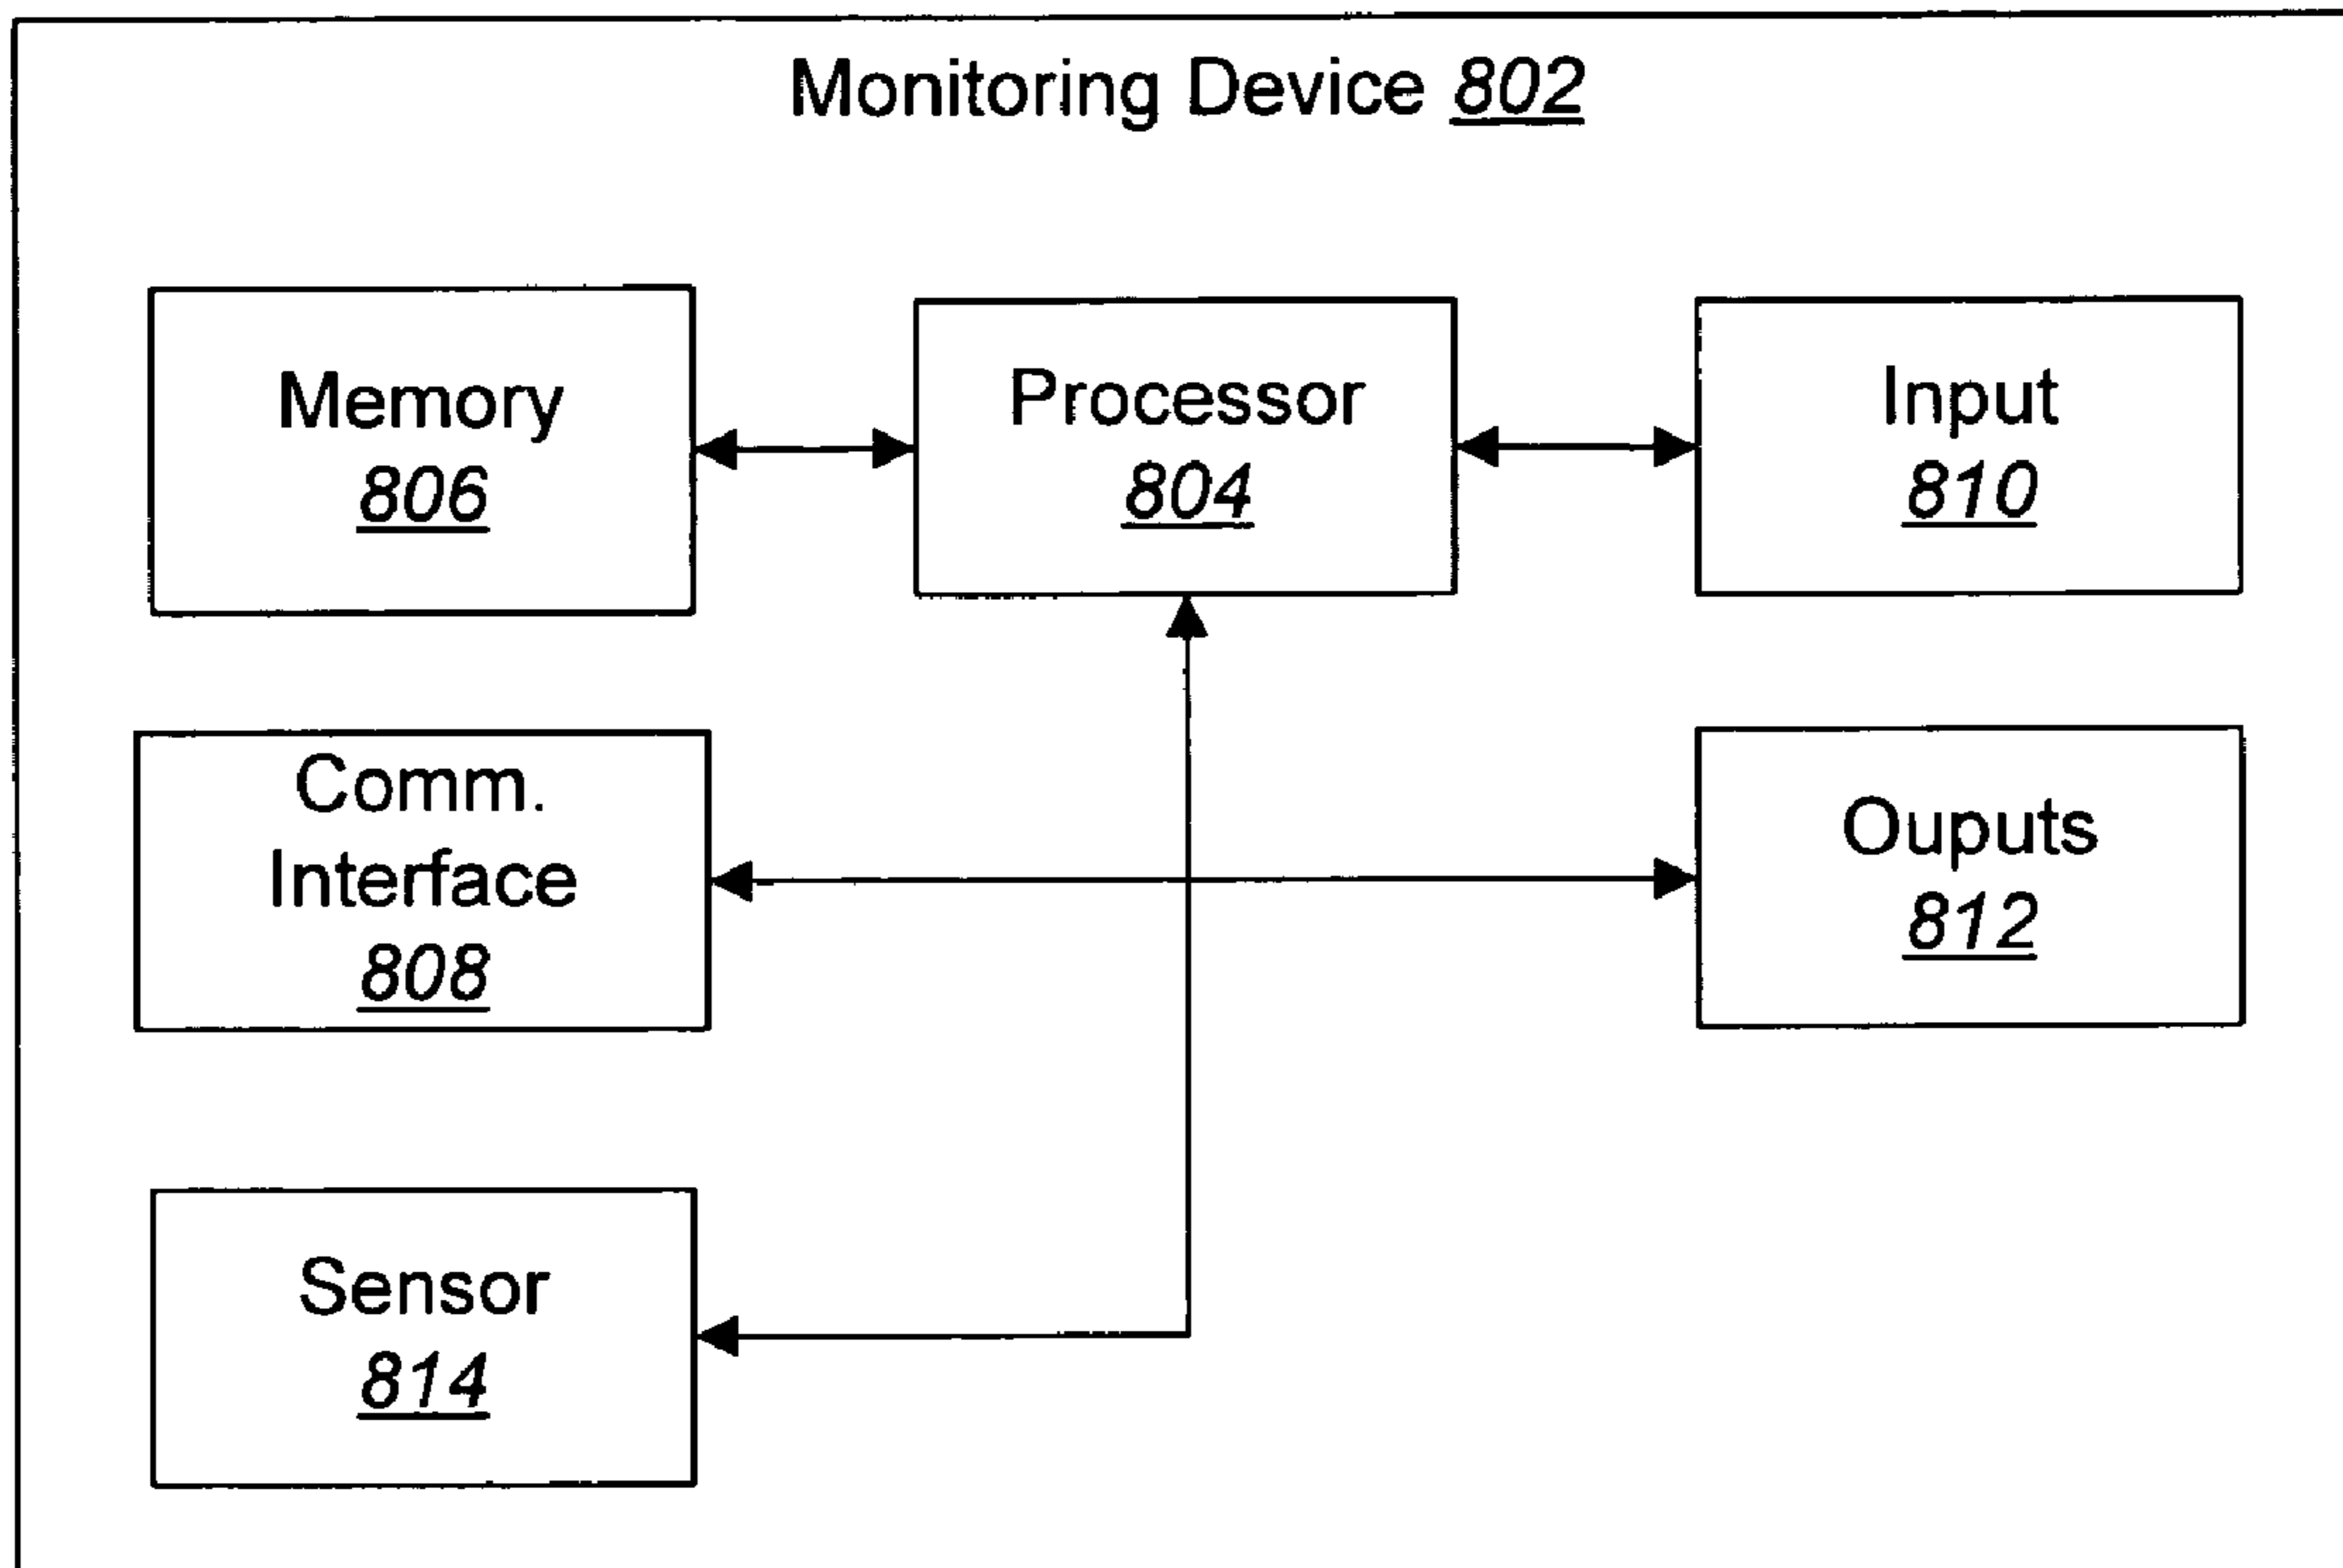 Monitoring Device 802
Memory
806
Processor
804
Input
810
Comm.
Interface
808
Ouputs
812
Sensor
814